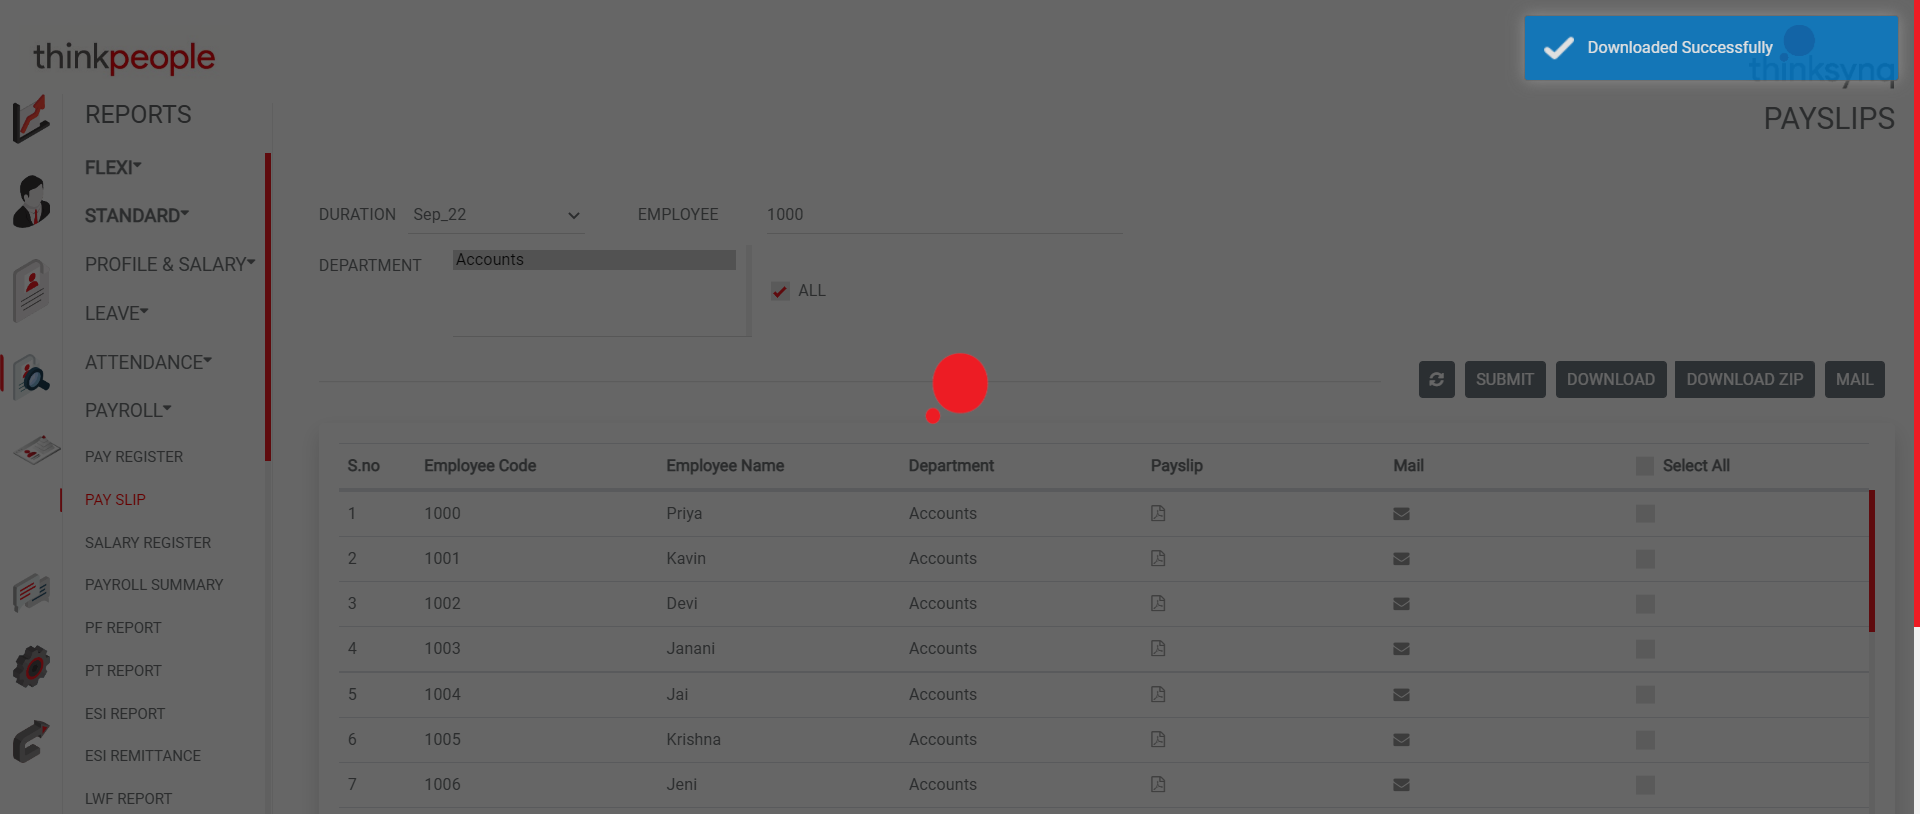 thinkpeople
Downloaded Successfully
thinksynq
REPORTS
PAYSLIPS
FLEXI
STANDARD
PROFILE & SALARY
LEAVE
ATTENDANCE
PAYROLL
PAY REGISTER
PAY SLIP
SALARY REGISTER
PAYROLL SUMMARY
PF REPORT
PT REPORT
ESI REPORT
ESI REMITTANCE
LWF REPORT
DURATION Sep_22 EMPLOYEE 1000
DEPARTMENT Accounts
ALL
SUBMIT DOWNLOAD DOWNLOAD ZIP MAIL
S.no Employee Code Employee Name Department Payslip Mail Select All
1 1000 Priya Accounts
2 1001 Kavin Accounts
3 1002 Devi Accounts
4 1003 Janani Accounts
5 1004 Jai Accounts
6 1005 Krishna Accounts
7 1006 Jeni Accounts